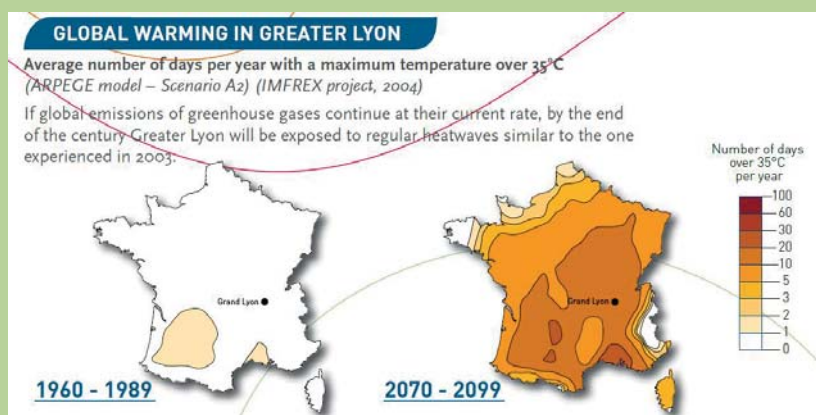 GLOBAL WARMING IN GREATER LYON
Average number of days per year with a maximum temperature over 35°C
(ARPEGE model – Scenario A2) (IMFREX project, 2004)
If global emissions of greenhouse gases continue at their current rate, by the end
of the century Greater Lyon will be exposed to regular heatwaves similar to the one
experienced in 2003.
Number of days
over 35°C
per year
100
60
30
20
10
5
3
2
1
0
Grand Lyon
Grand Lyon
1960 - 1989
2070 - 2099